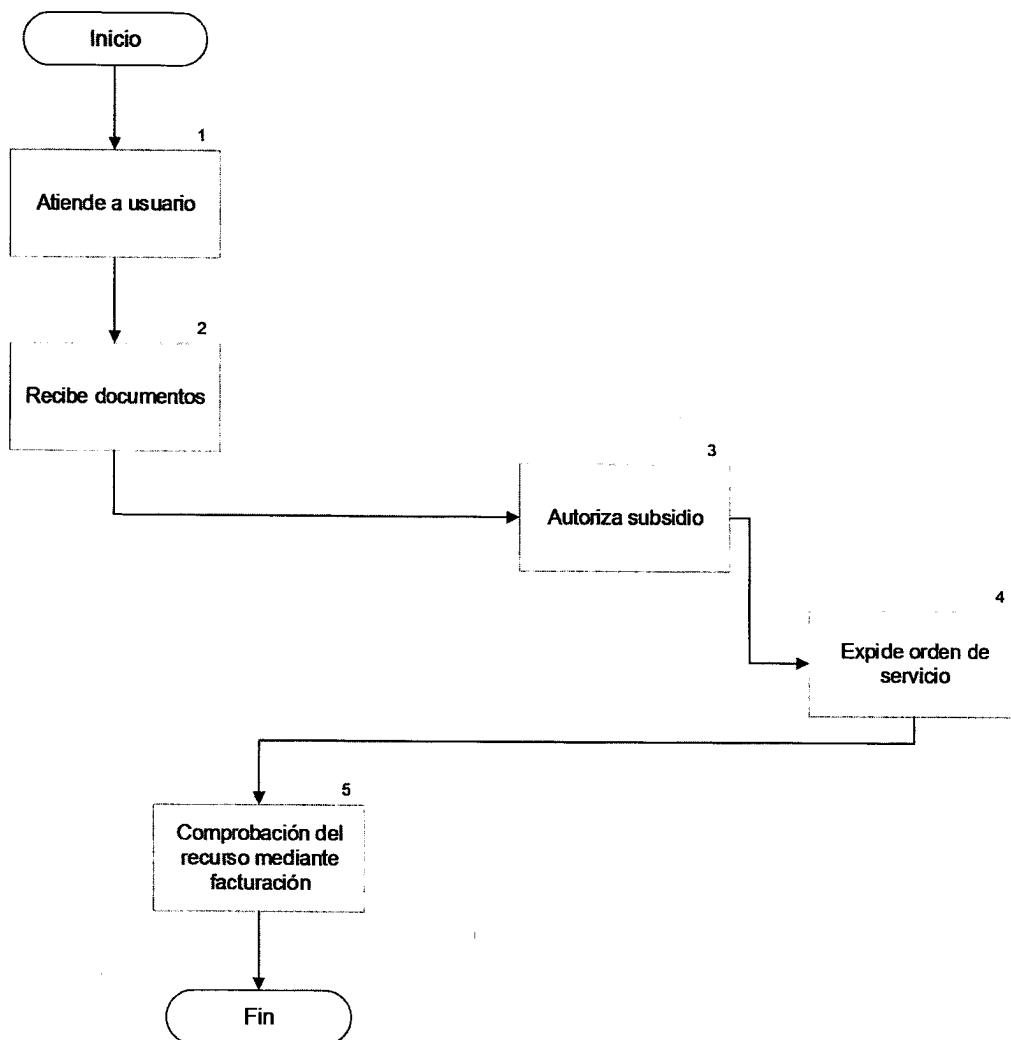 Inicio
1
Atiende a usuario
2
Recibe documentos
3
Autoriza subsidio
4
Expide orden de
servicio
5
Comprobación del
recurso mediante
facturación
Fin